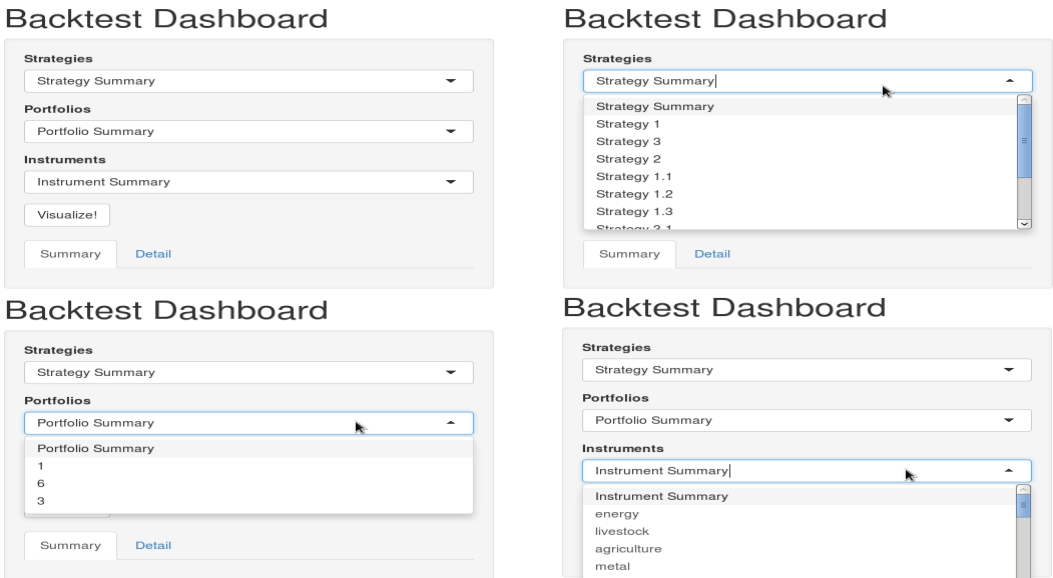 Backtest Dashboard
Strategies
Strategy Summary
Portfolios
Portfolio Summary
Instruments
Instrument Summary
Visualize!
Summary
Detail
Backtest Dashboard
Strategies
Strategy Summary
Strategy Summary
Strategy 1
Strategy 3
Strategy 2
Strategy 1.1
Strategy 1.2
Strategy 1.3
Strategy 2.1
Summary
Detail
Backtest Dashboard
Strategies
Strategy Summary
Portfolios
Portfolio Summary
Portfolio Summary
1
6
3
Summary
Detail
Backtest Dashboard
Strategies
Strategy Summary
Portfolios
Portfolio Summary
Instruments
Instrument Summary
Instrument Summary
energy
livestock
agriculture
metal